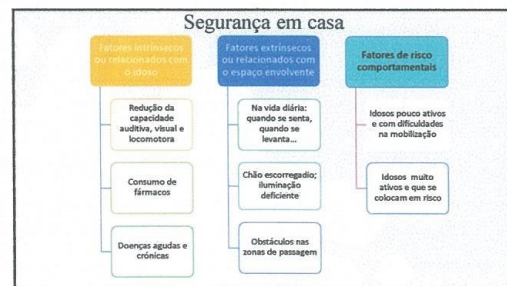 Segurança em casa
Fatores intrínsecos
ou relacionados com
o idoso
Redução da
capacidade
auditiva, visual e
locomotora
Consumo de
fármacos
Doenças agudas e
crónicas
Fatores extrínsecos
ou relacionados com
o espaço envolvente
Na vida diária:
quando se senta,
quando se
levanta...
Chão escorregadio;
iluminação
deficiente
Obstáculos nas
zonas de passagem
Fatores de risco
comportamentais
Idosos pouco ativos
e com dificuldades
na mobilização
Idosos muito
ativos e que se
colocam em risco